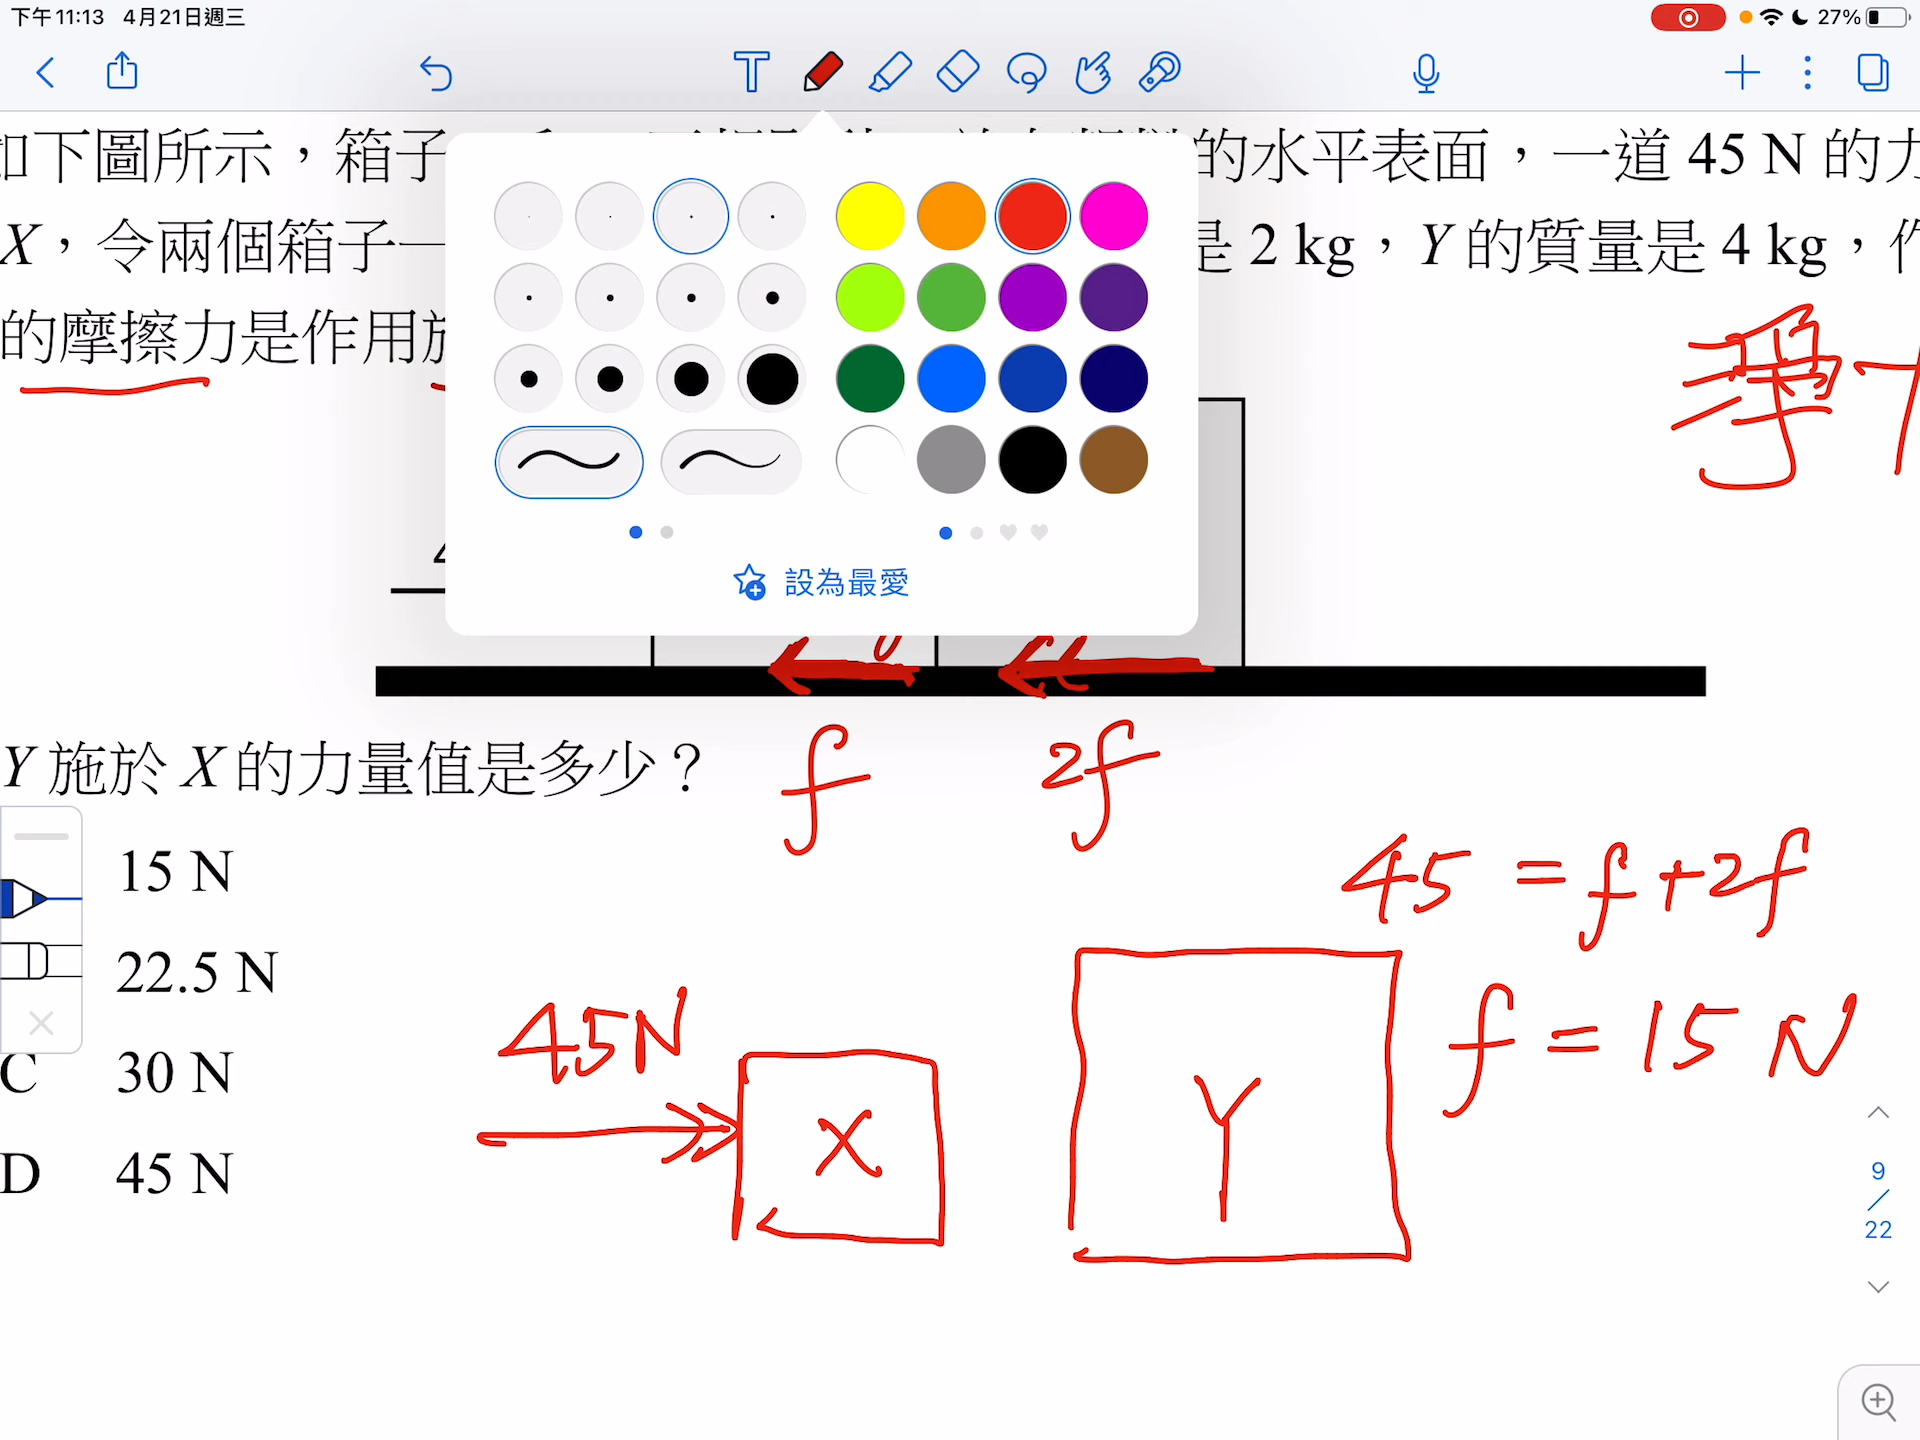 下午11:13 4月21日週三 27%
T
如下圖所示，箱子 的水平表面，一道 45 N 的力
X，令兩個箱子一 是 2 kg，Y 的質量是 4 kg，作
的摩擦力是作用於
淨
設為最愛
f 2f
Y 施於 X 的力量值是多少？
15 N
45 = f + 2f
22.5 N
45N
f = 15 N
C 30 N
X
Y
D 45 N
9
/
22